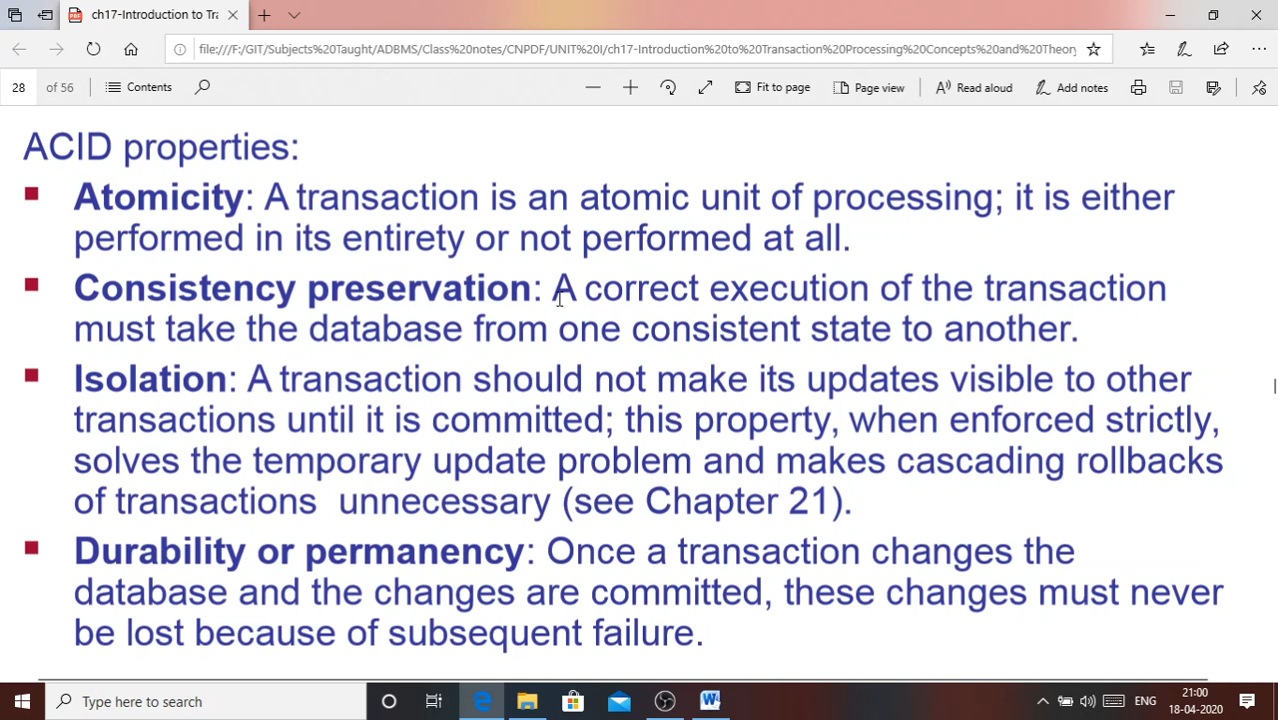 ch17-Introduction to Tra
file:///F:/GIT/Subjects%20Taught/ADBMS/Class%20notes/CNPDF/UNIT%20I/ch17-Introduction%20to%20Transaction%20Processing%20Concepts%20and%20Theory
28 of 56 Contents Fit to page Page view Read aloud Add notes
ACID properties:
Atomicity: A transaction is an atomic unit of processing; it is either
performed in its entirety or not performed at all.
Consistency preservation: A correct execution of the transaction
must take the database from one consistent state to another.
Isolation: A transaction should not make its updates visible to other
transactions until it is committed; this property, when enforced strictly,
solves the temporary update problem and makes cascading rollbacks
of transactions unnecessary (see Chapter 21).
Durability or permanency: Once a transaction changes the
database and the changes are committed, these changes must never
be lost because of subsequent failure.
Type here to search
ENG
21:00
18-04-2020